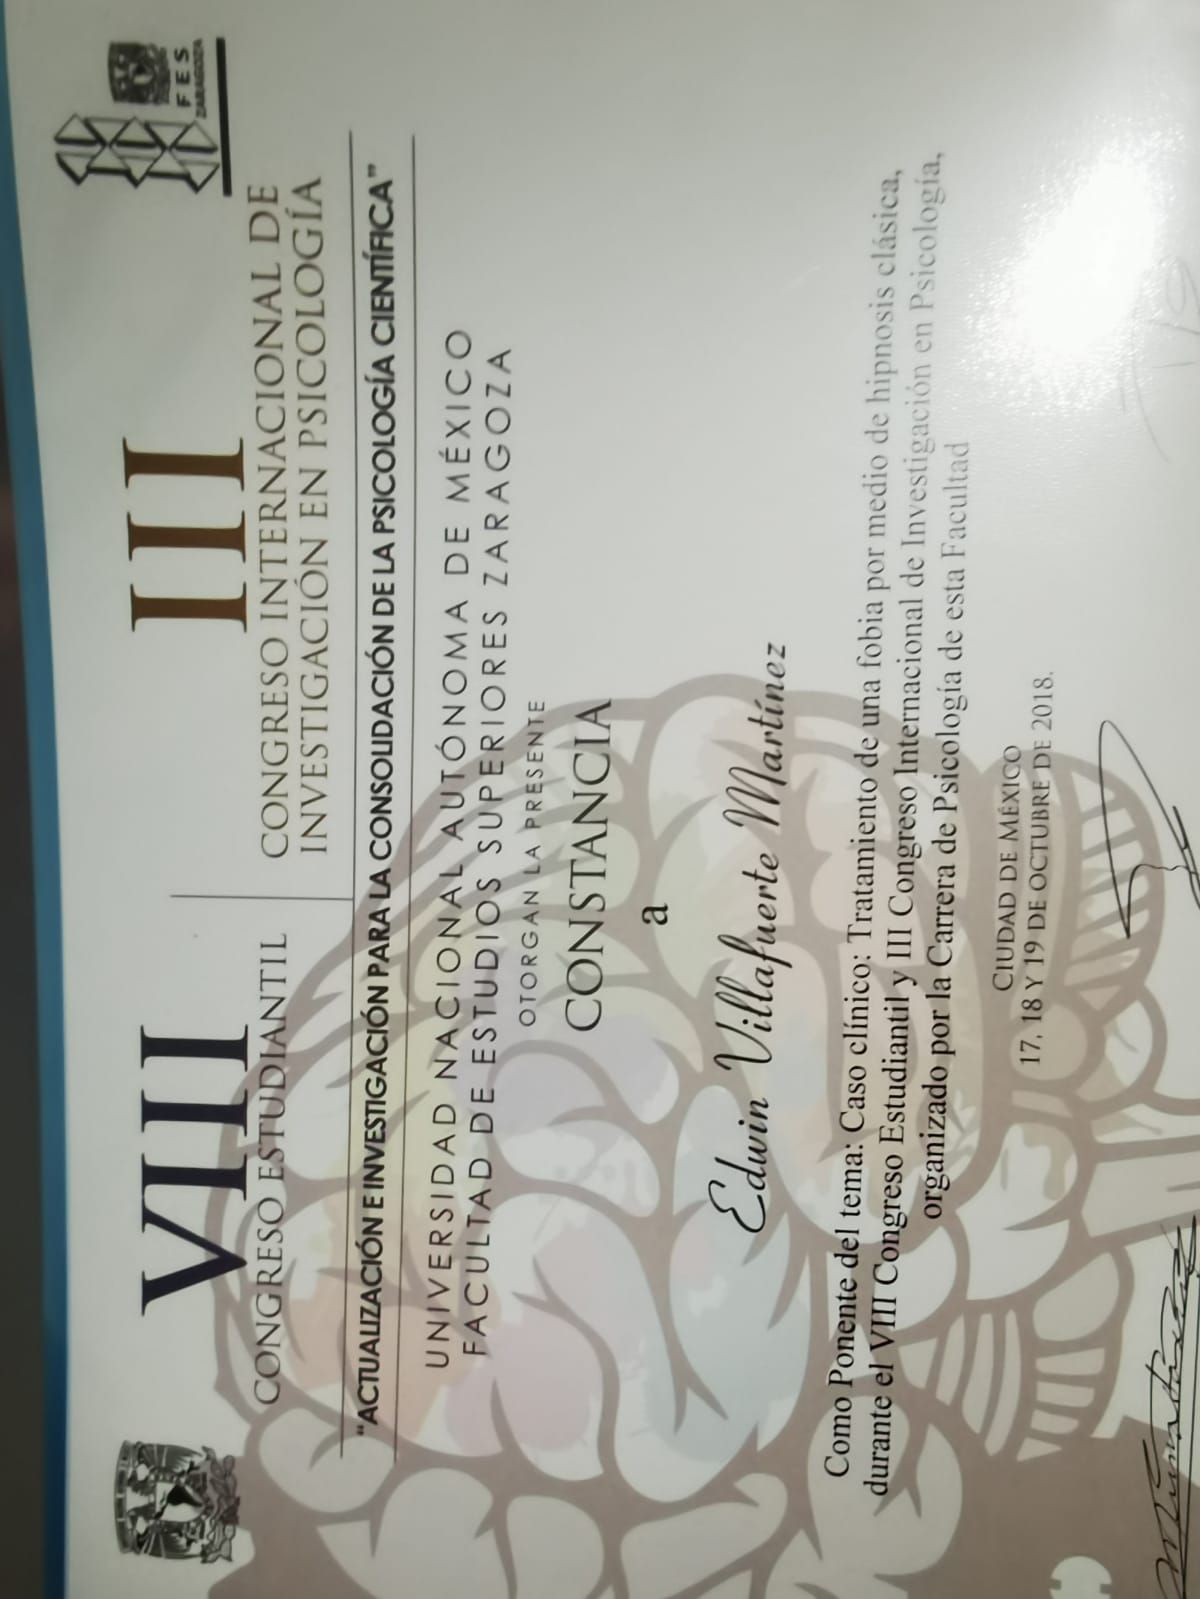 VIII
CONGRESO ESTUDIANTIL
III
CONGRESO INTERNACIONAL DE
INVESTIGACIÓN EN PSICOLOGÍA
FES
ZARAGOZA
“ACTUALIZACIÓN E INVESTIGACIÓN PARA LA CONSOLIDACIÓN DE LA PSICOLOGÍA CIENTÍFICA”
UNIVERSIDAD NACIONAL AUTÓNOMA DE MÉXICO
FACULTAD DE ESTUDIOS SUPERIORES ZARAGOZA
OTORGAN LA PRESENTE
CONSTANCIA
a
Edwin Villafuerte Martínez
Como Ponente del tema: Caso clínico: Tratamiento de una fobia por medio de hipnosis clásica,
durante el VIII Congreso Estudiantil y III Congreso Internacional de Investigación en Psicología,
organizado por la Carrera de Psicología de esta Facultad
CIUDAD DE MÉXICO
17, 18 Y 19 DE OCTUBRE DE 2018.